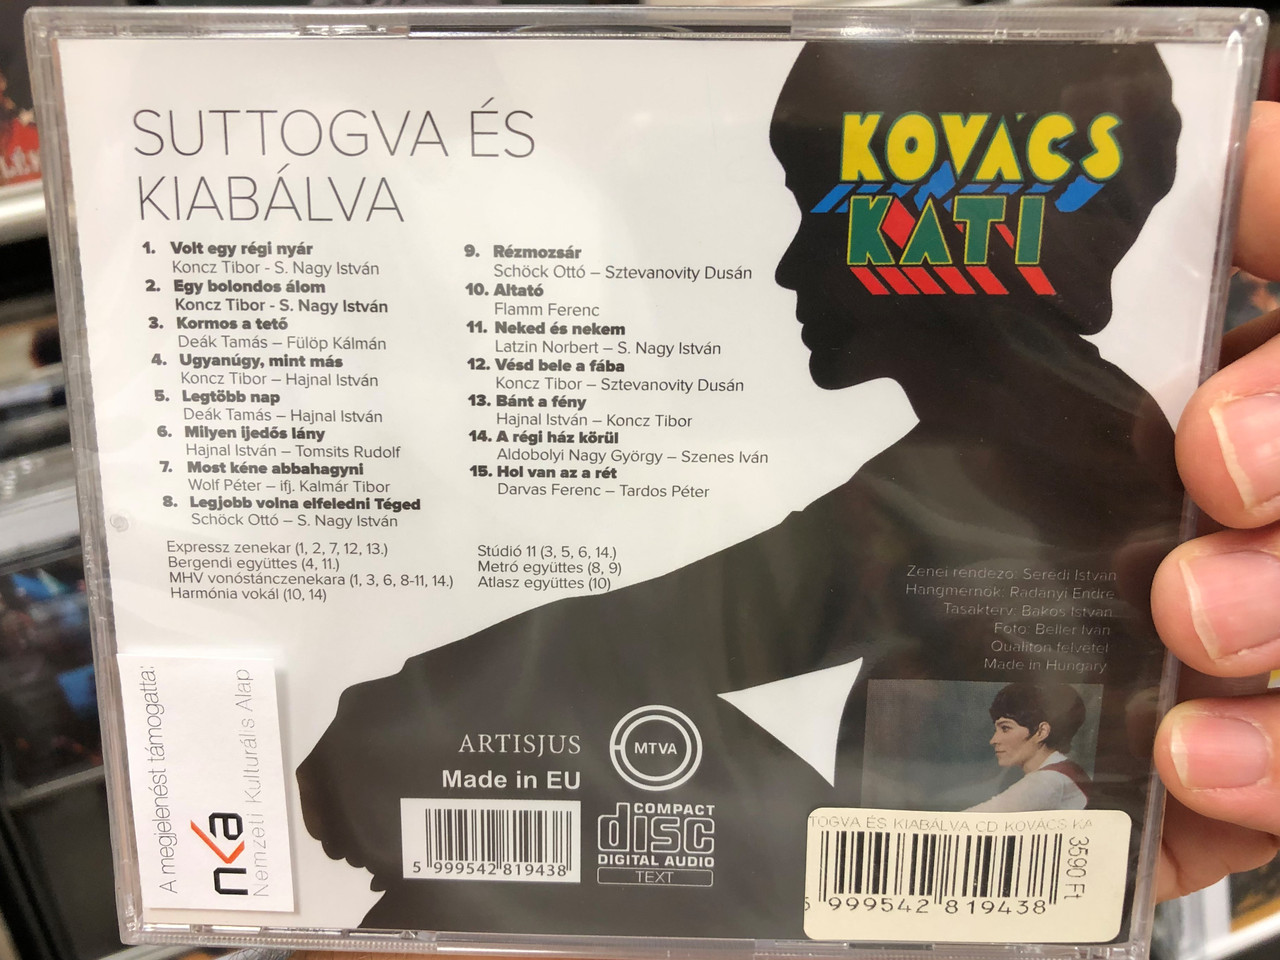 SUTTOGVA ÉS
KIABÁLVA
KOVÁCS
KATI
1. Volt egy régi nyár
Koncz Tibor - S. Nagy István
2. Egy bolondos álom
Koncz Tibor - S. Nagy István
3. Kormos a tető
Deák Tamás – Fülöp Kálmán
4. Ugyanúgy, mint más
Koncz Tibor – Hajnal István
5. Legtöbb nap
Deák Tamás – Hajnal István
6. Milyen ijedős lány
Hajnal István – Tomsits Rudolf
7. Most kéne abbahagyni
Wolf Péter – ifj. Kalmár Tibor
8. Legjobb volna elfeledni Téged
Schöck Ottó – S. Nagy István
9. Rézmozsár
Schöck Ottó – Sztevanovity Dusán
10. Altató
Flamm Ferenc
11. Neked és nekem
Latzin Norbert – S. Nagy István
12. Vésd bele a fába
Koncz Tibor – Sztevanovity Dusán
13. Bánt a fény
Hajnal István – Koncz Tibor
14. A régi ház körül
Aldobolyi Nagy György – Szenes Iván
15. Hol van az a rét
Darvas Ferenc – Tardos Péter
Expressz zenekar (1, 2, 7, 12, 13.)
Bergendi együttes (4, 11.)
MHV vonóstánczenekara (1, 3, 6, 8-11, 14.)
Harmónia vokál (10, 14)
Stúdió 11 (3, 5, 6, 14.)
Metró együttes (8, 9)
Atlasz együttes (10)
Zenei rendező: Serédi István
Hangmérnök: Radányi Endre
Tasakterv: Bakos István
Fotó: Beller Iván
Qualiton felvétel
Made in Hungary
A megjelenést támogatta:
nka
Nemzeti Kulturális Alap
ARTISJUS
MTVA
Made in EU
5 999542 819438
COMPACT
disc
DIGITAL AUDIO
TEXT
TOGVA ÉS KIABÁLVA CD KOVÁCS KA
3590 Ft
999542 819438